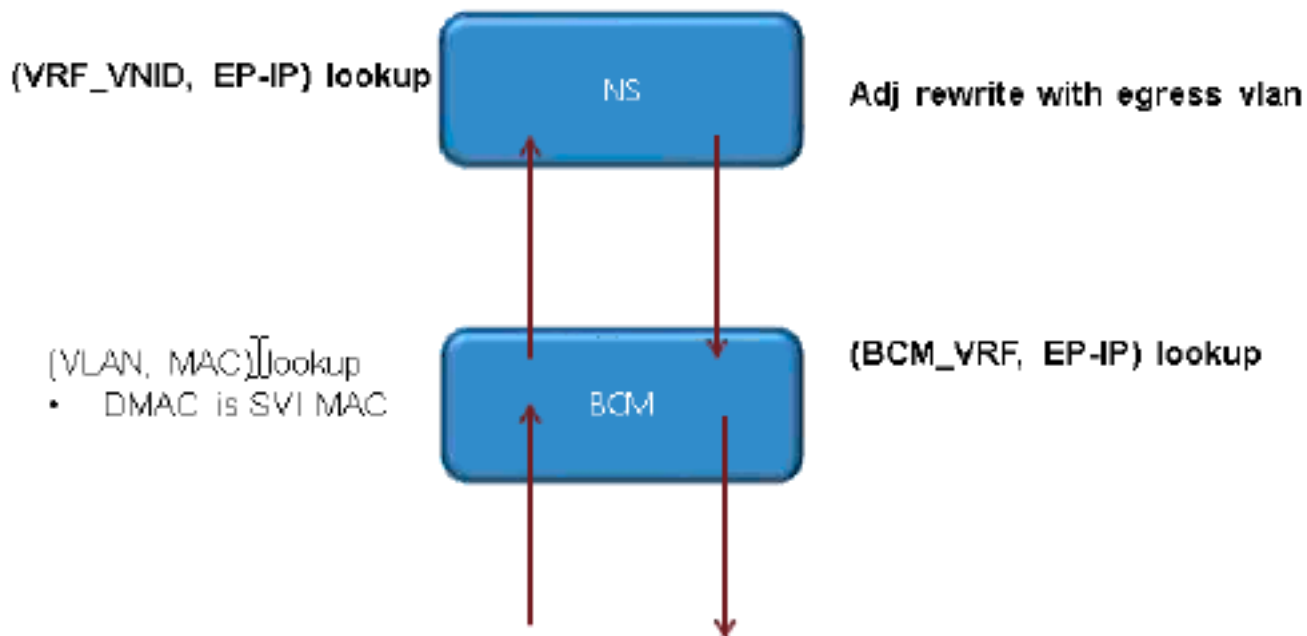 (VRF_VNID, EP-IP) lookup
NS
Adj rewrite with egress vlan
(VLAN, MAC) lookup
• DMAC is SVI MAC
BCM
(BCM_VRF, EP-IP) lookup